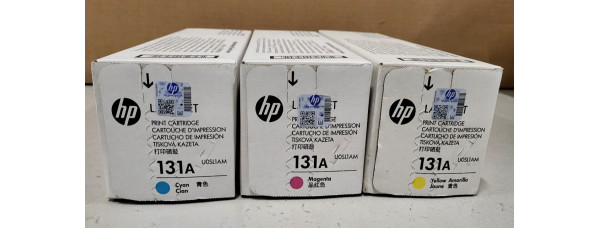 hp
PRINT CARTRIDGE
CARTOUCHE D'IMPRESSION
CARTUCHO DE IMPRESIÓN
TISKOVÁ KAZETA
打印硒鼓
131A U0SL1AM
Cyan 青色
Cian
hp
PRINT CARTRIDGE
CARTOUCHE D'IMPRESSION
CARTUCHO DE IMPRESIÓN
TISKOVÁ KAZETA
打印硒鼓
131A U0SL1AM
Magenta
品红色
hp
PRINT CARTRIDGE
CARTOUCHE D'IMPRESSION
CARTUCHO DE IMPRESIÓN
TISKOVÁ KAZETA
打印硒鼓
131A U0SL1AM
Yellow Amarillo
Jaune 黄色